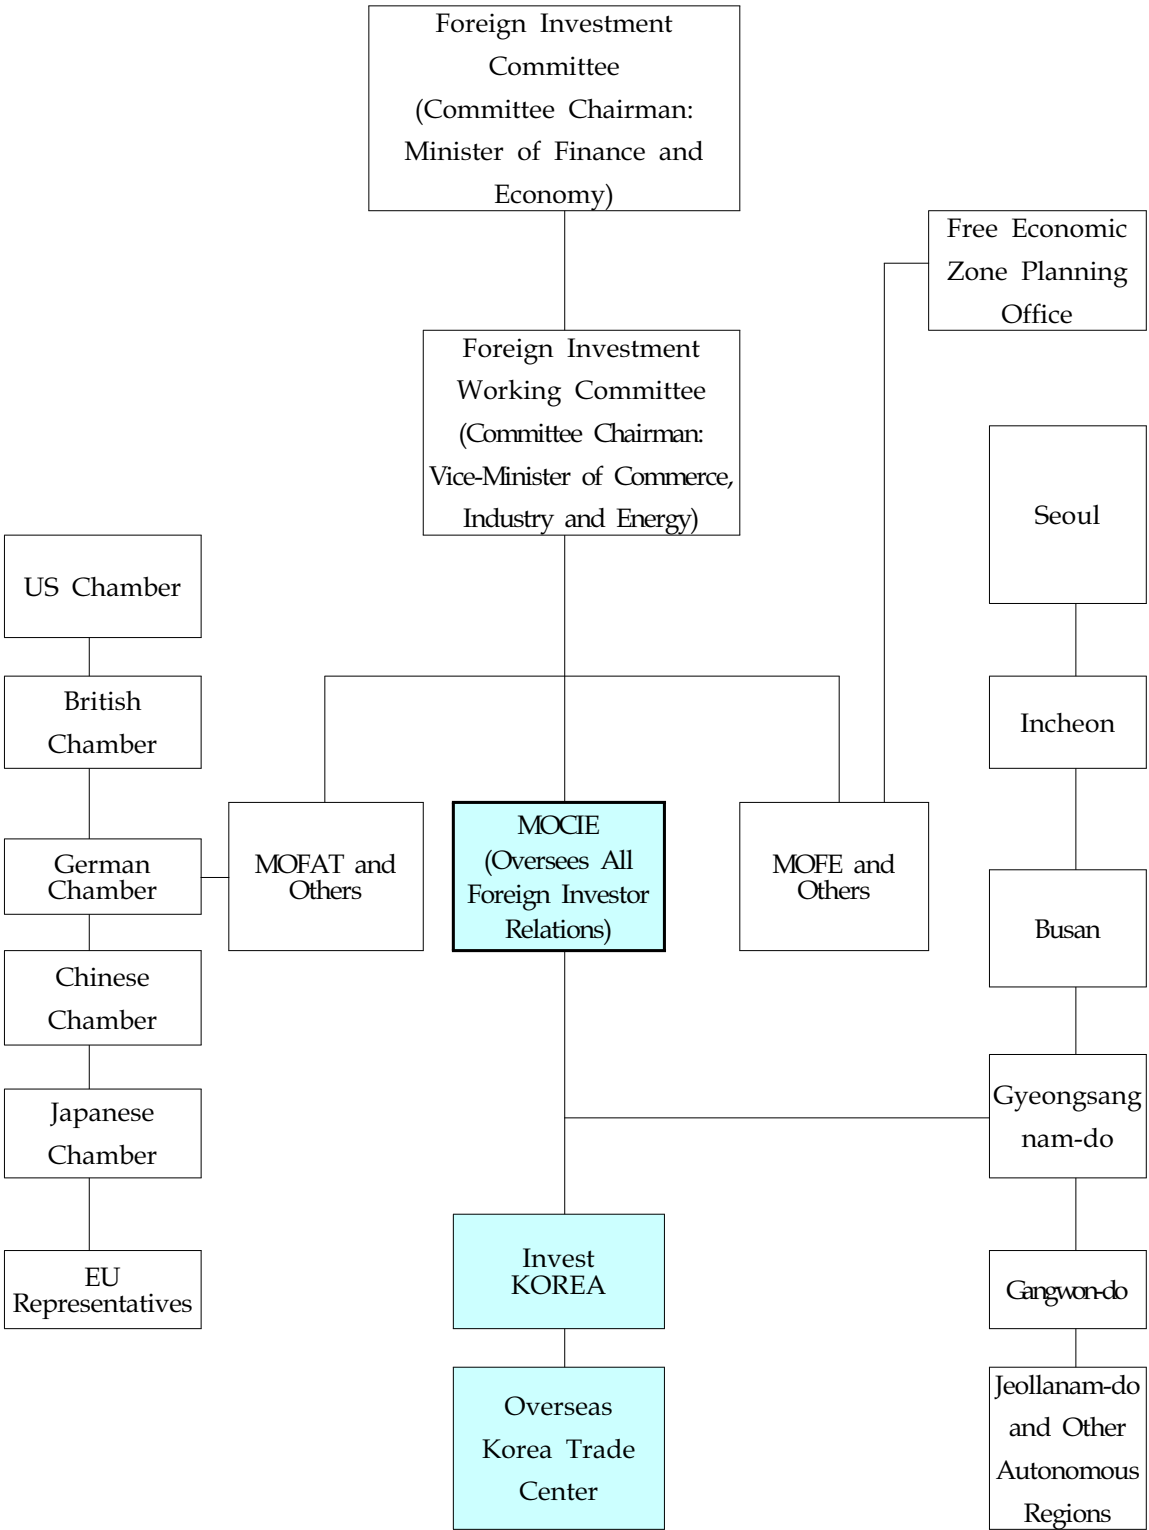 Foreign Investment
Committee
(Committee Chairman:
Minister of Finance and
Economy)
Free Economic
Zone Planning
Office
Foreign Investment
Working Committee
(Committee Chairman:
Vice-Minister of Commerce,
Industry and Energy)
Seoul
US Chamber
British
Chamber
Incheon
German
Chamber
MOFAT and
Others
MOCIE
(Oversees All
Foreign Investor
Relations)
MOFE and
Others
Busan
Chinese
Chamber
Japanese
Chamber
Gyeongsang
nam-do
EU
Representatives
Invest
KOREA
Gangwon-do
Overseas
Korea Trade
Center
Jeollanam-do
and Other
Autonomous
Regions